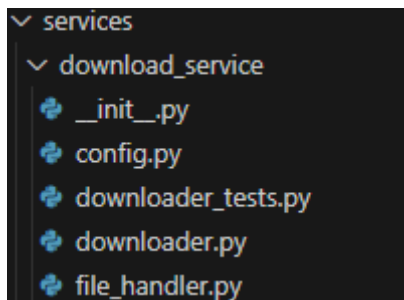 services
download_service
__init__.py
config.py
downloader_tests.py
downloader.py
file_handler.py